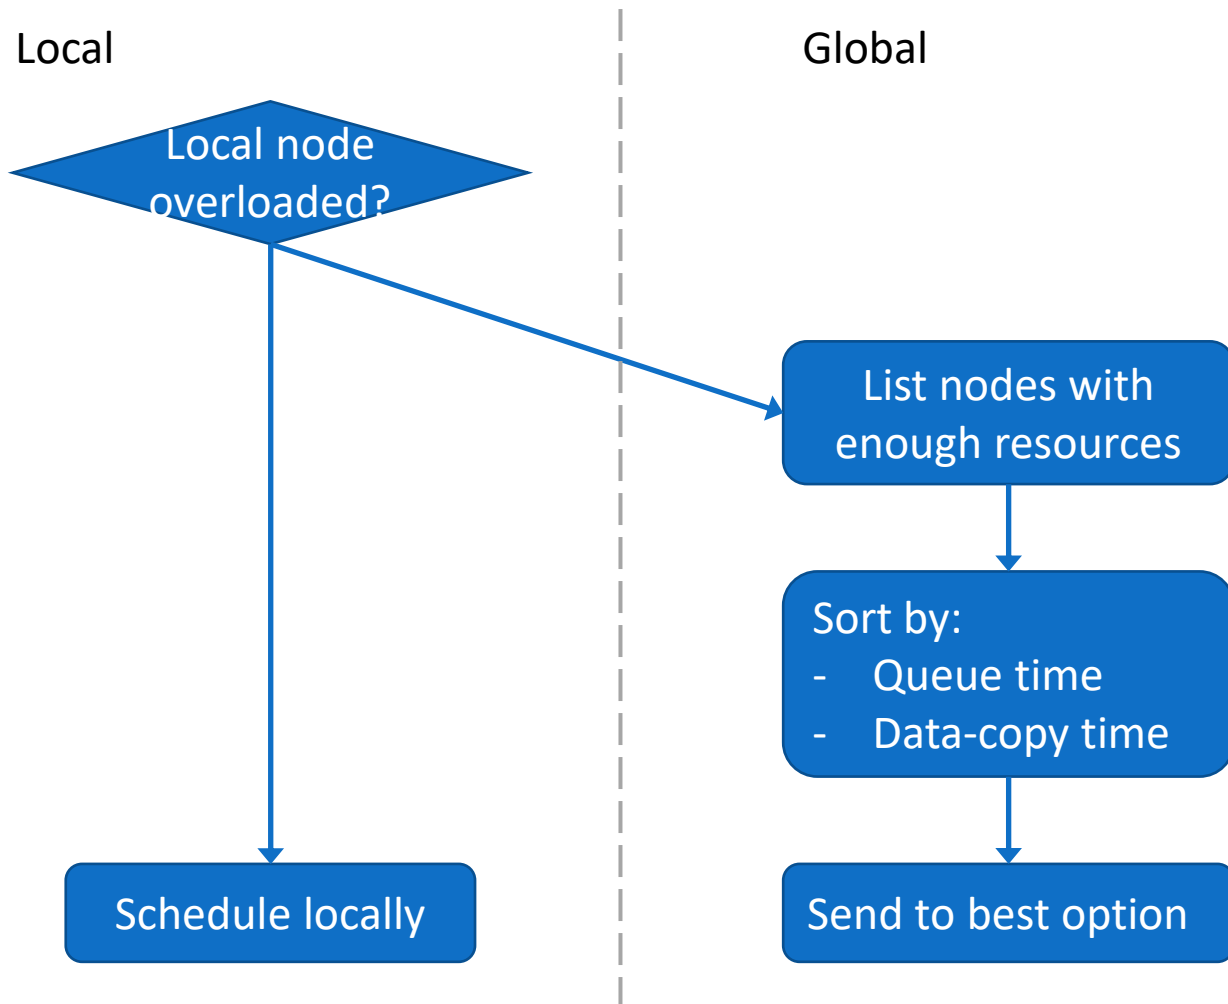 Local
Global
Local node
overloaded?
List nodes with
enough resources
Sort by:
- Queue time
- Data-copy time
Schedule locally
Send to best option